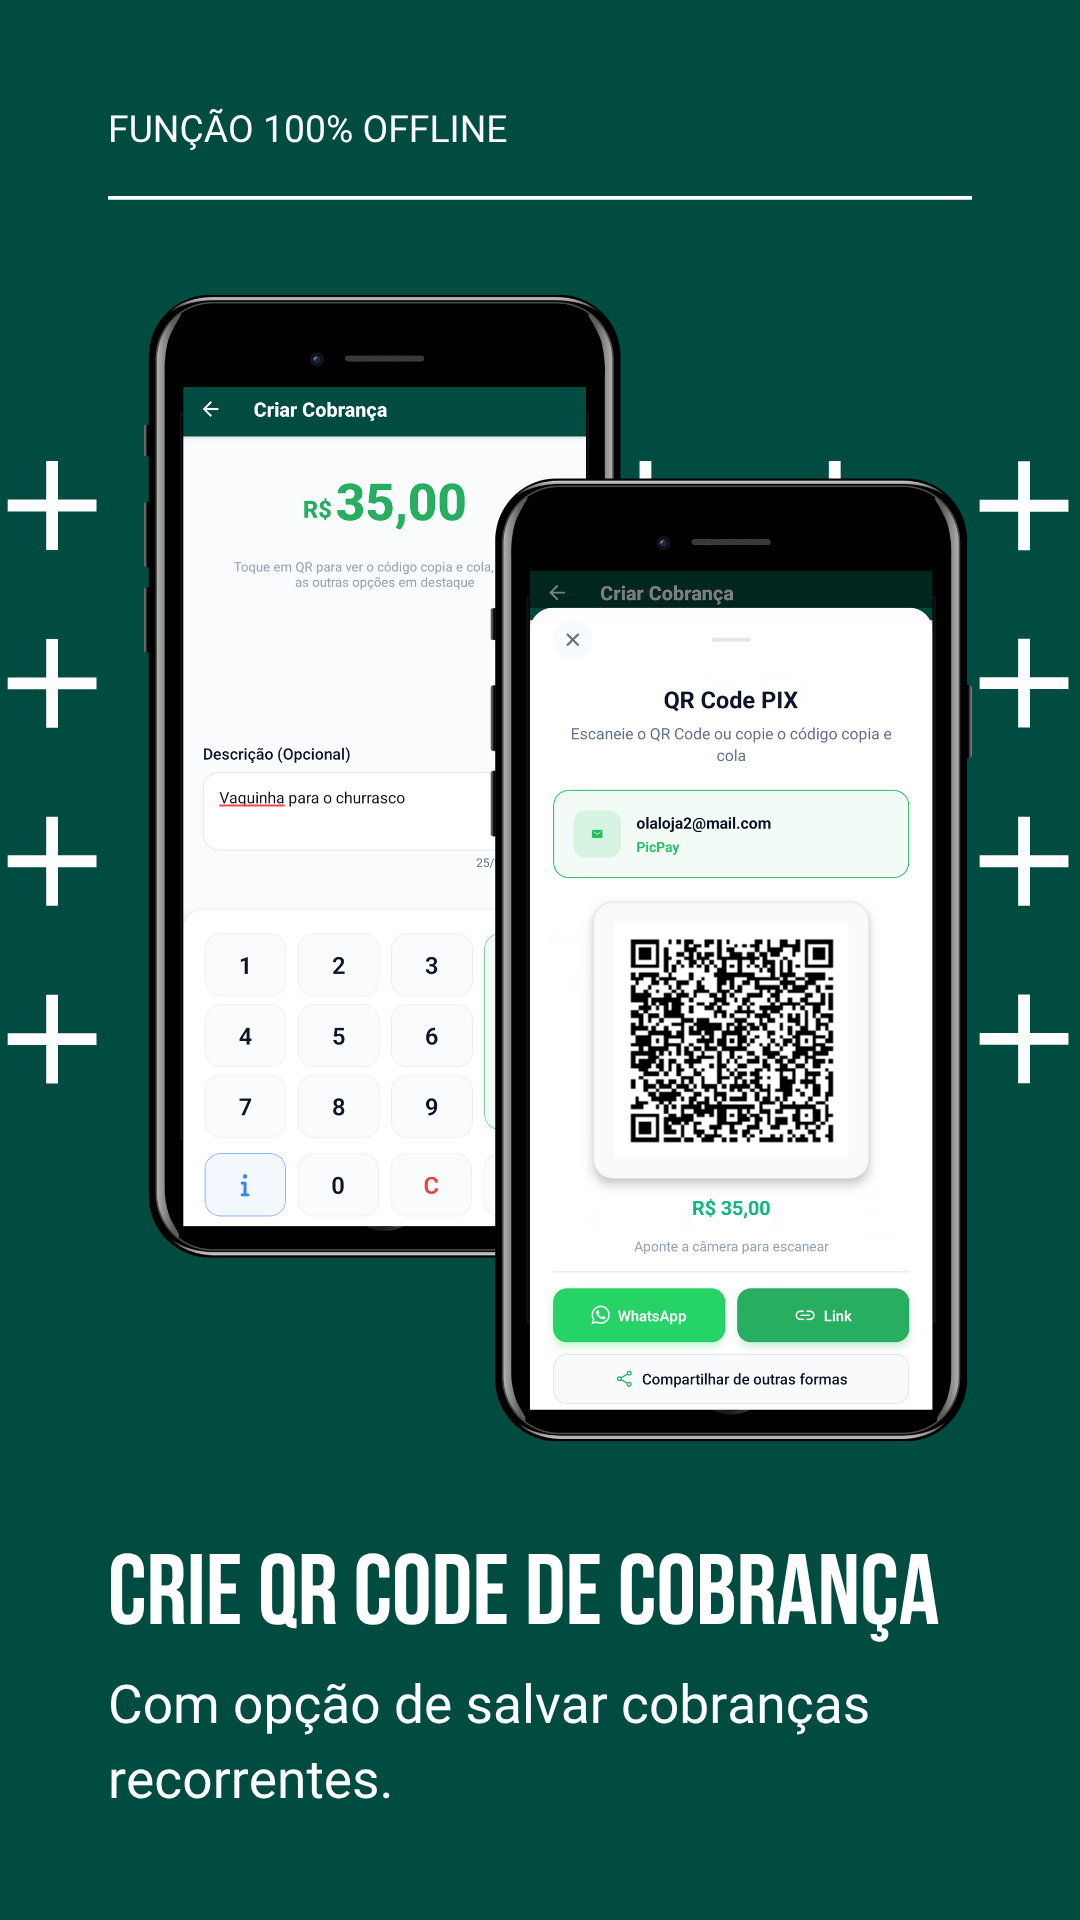 FUNÇÃO 100% OFFLINE
Criar Cobrança
R$ 35,00
Toque em QR para ver o código copia e cola,
as outras opções em destaque
Descrição (Opcional)
Vaquinha para o churrasco
25/
1 2 3
4 5 6
7 8 9
i 0 C
Criar Cobrança
QR Code PIX
Escaneie o QR Code ou copie o código copia e
cola
olaloja2@mail.com
PicPay
R$ 35,00
Aponte a câmera para escanear
WhatsApp
Link
Compartilhar de outras formas
CRIE QR CODE DE COBRANÇA
Com opção de salvar cobranças
recorrentes.